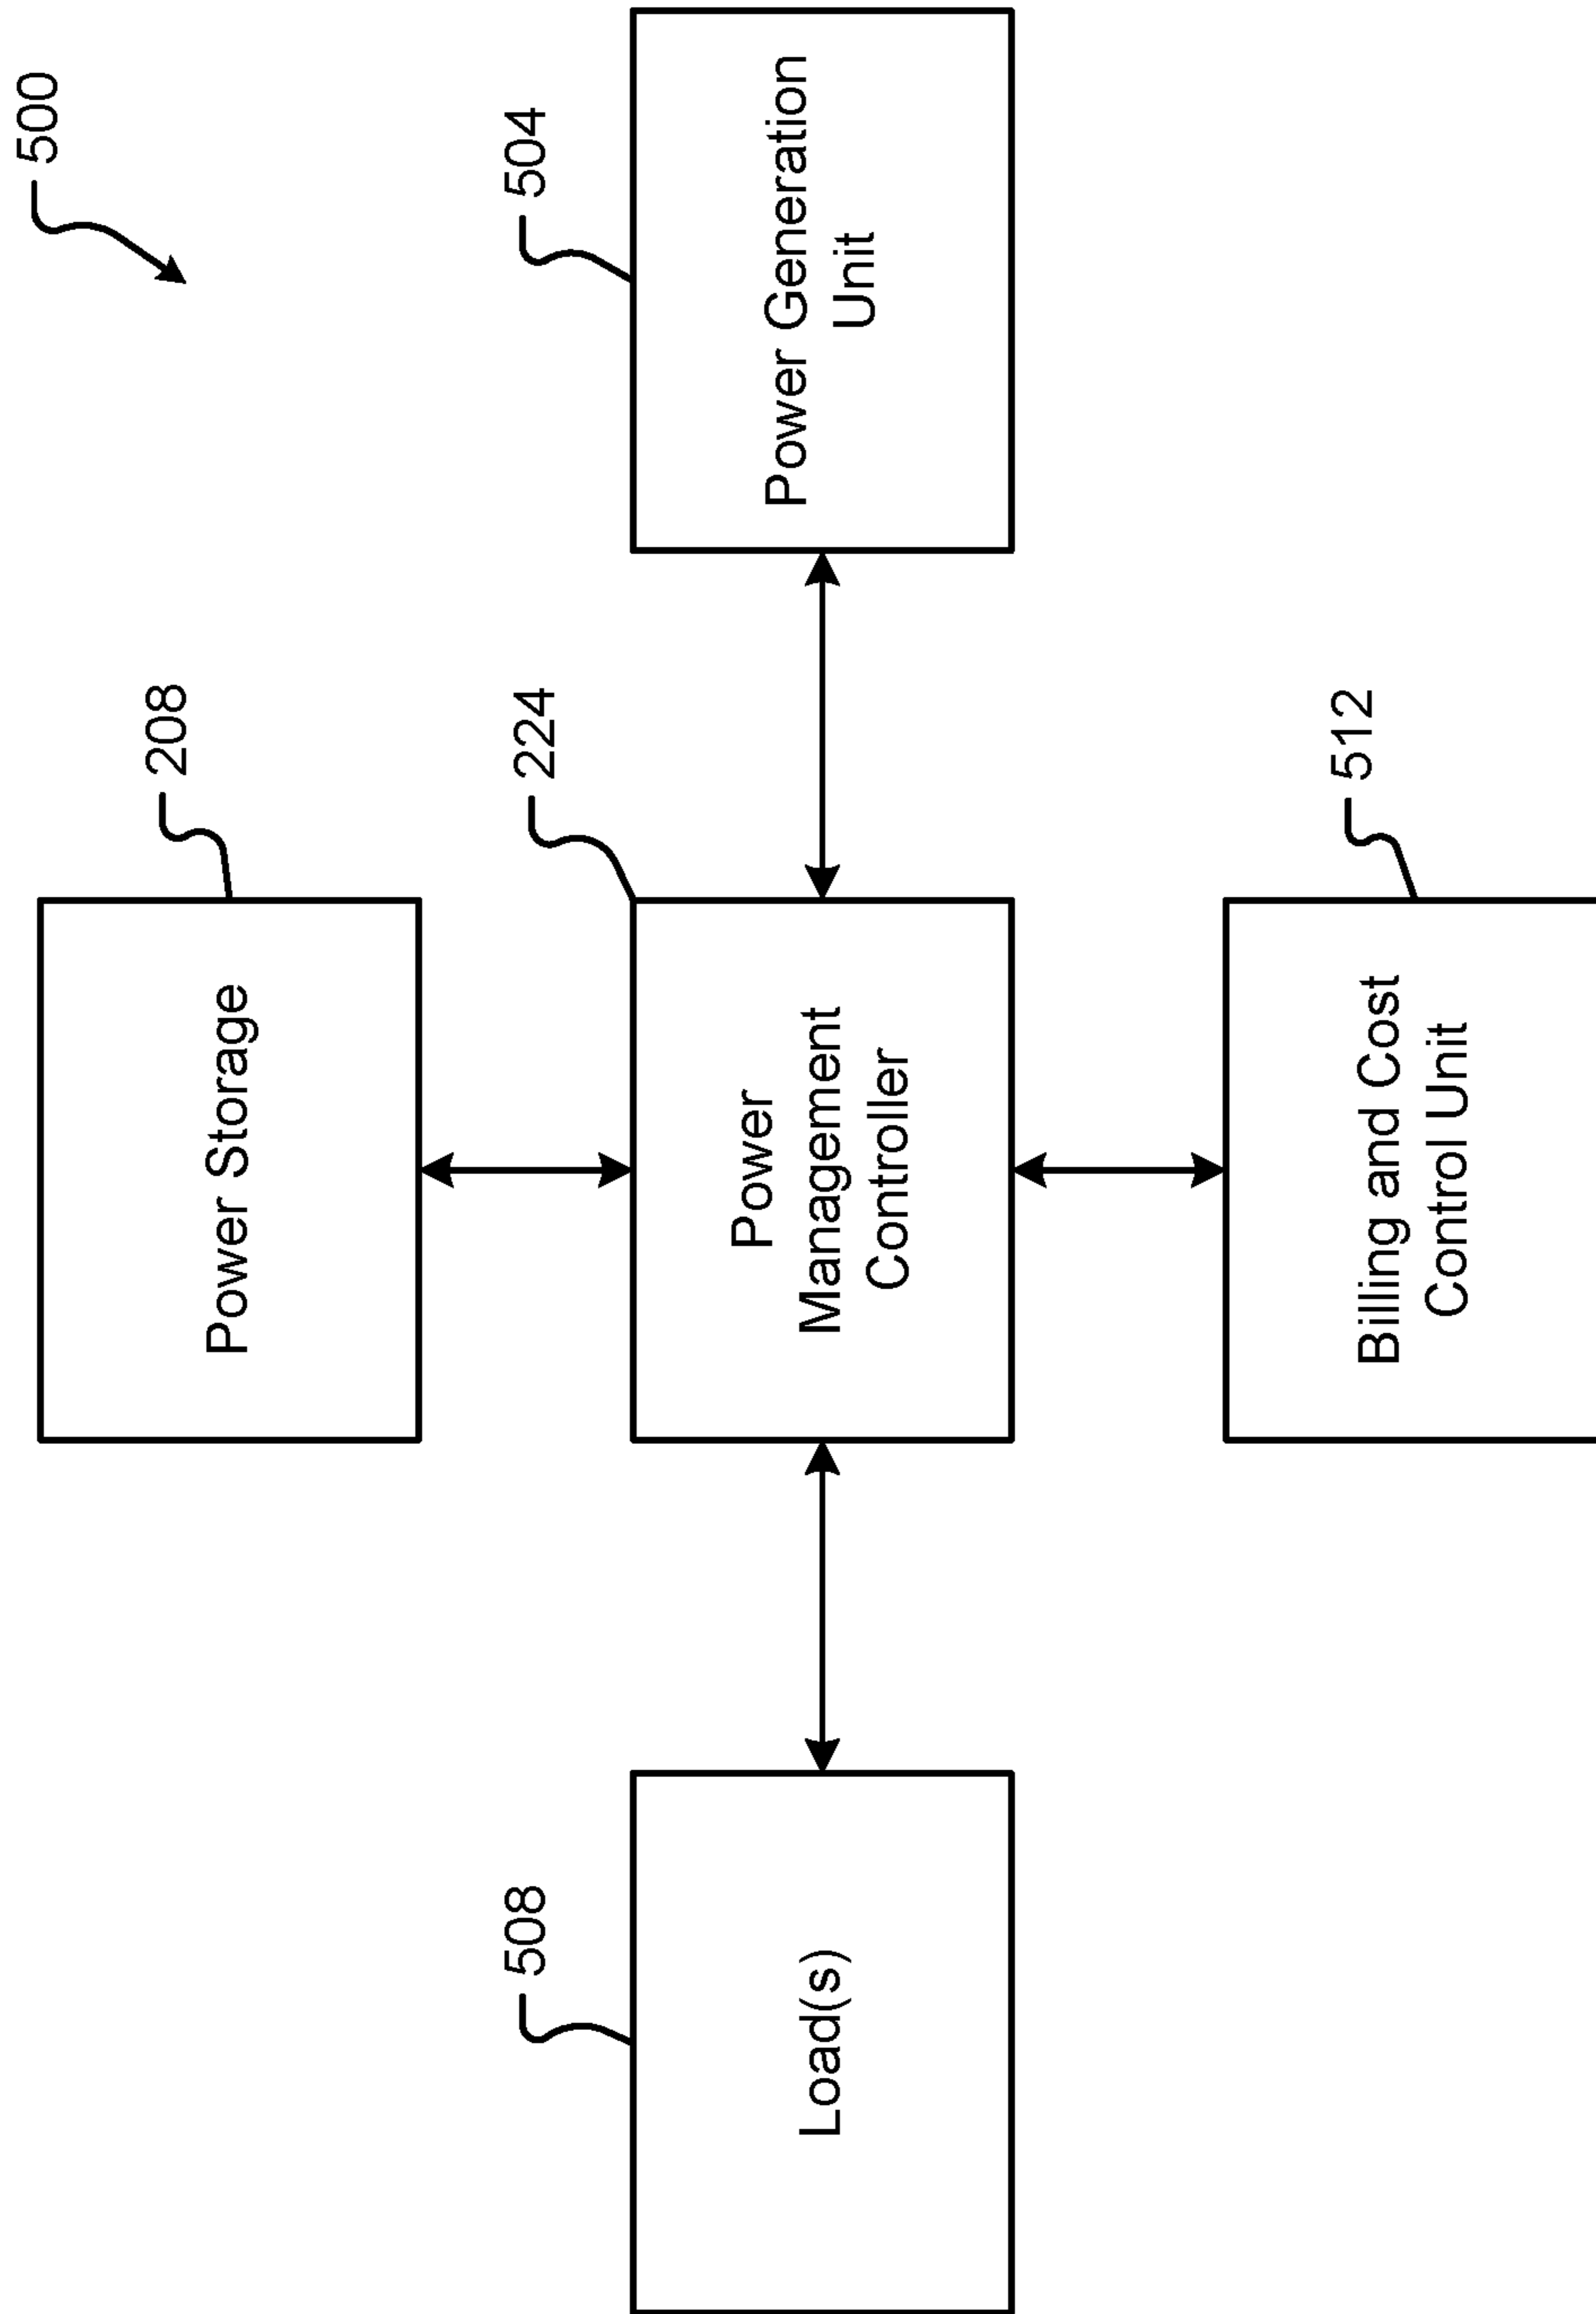 500
208
Power Storage
508
Load(s)
224
Power
Management
Controller
504
Power Generation
Unit
512
Billing and Cost
Control Unit